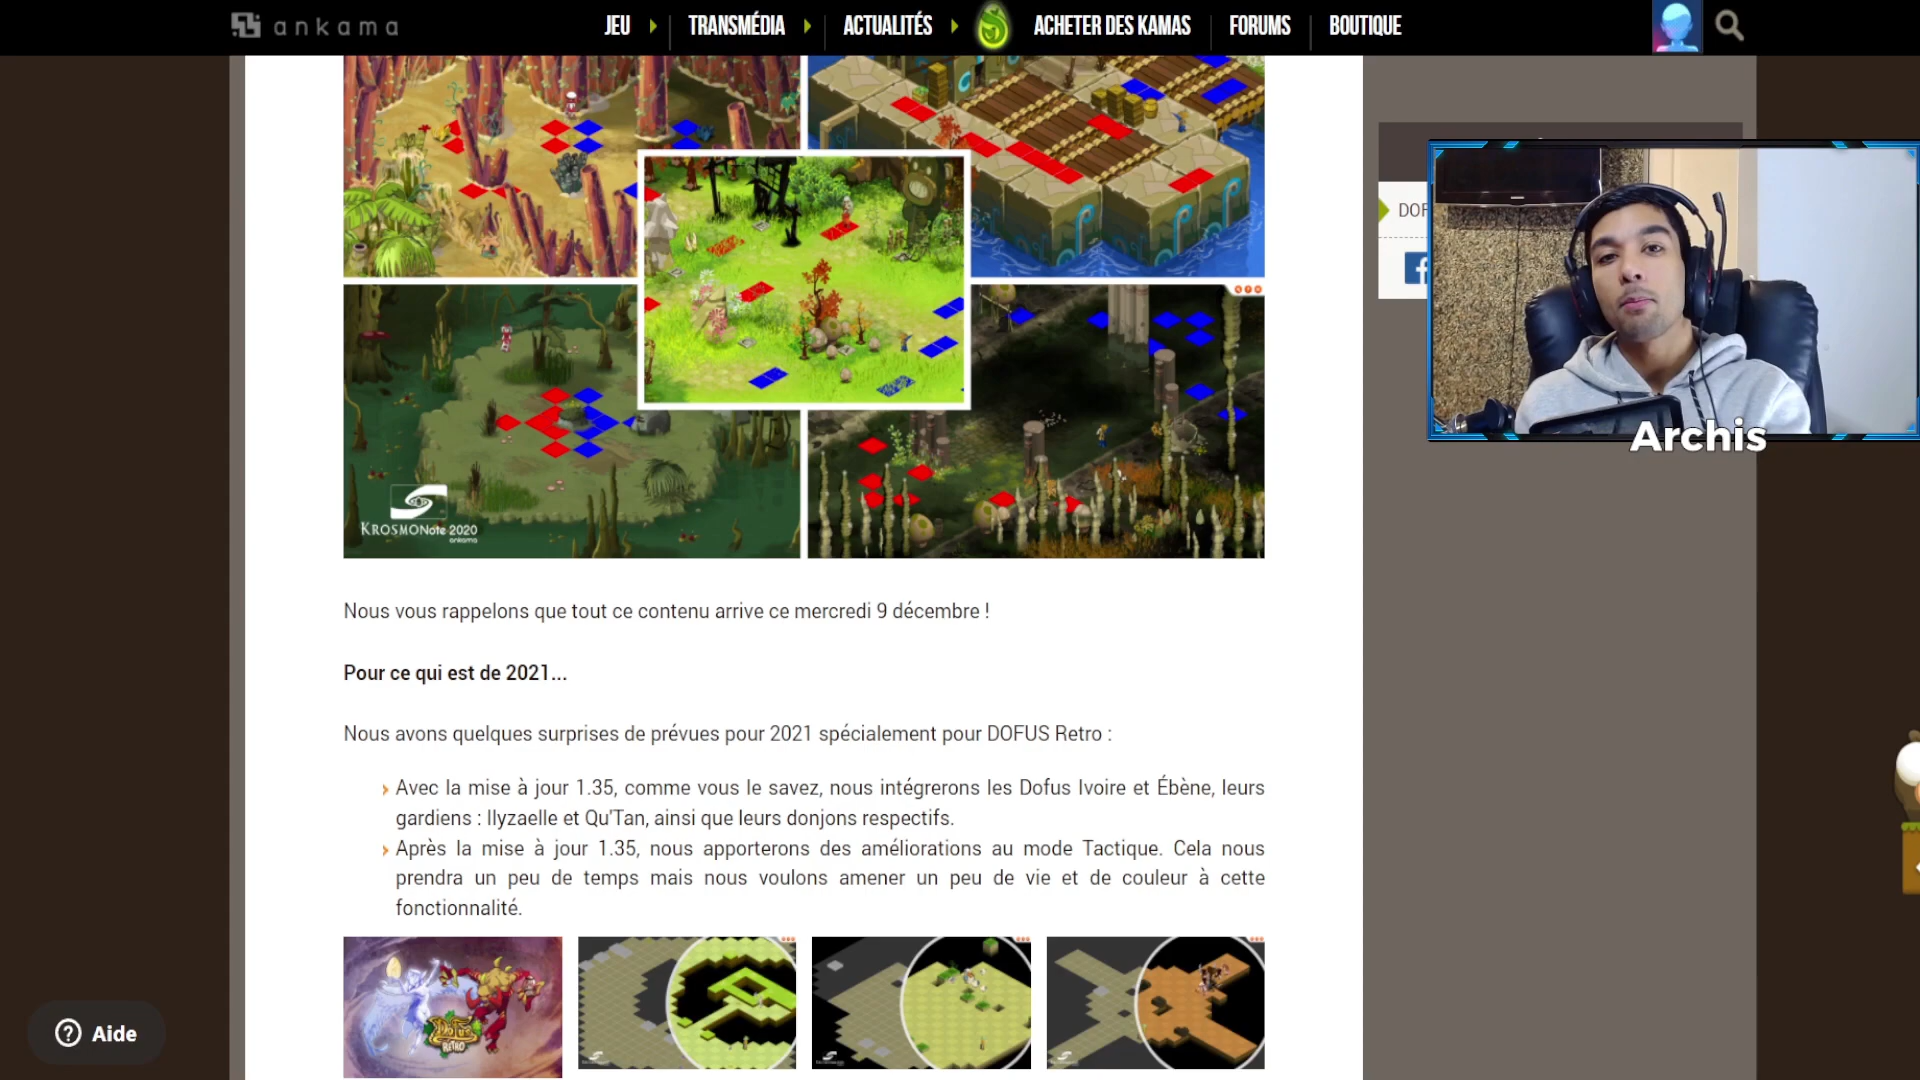 ankama
JEU
TRANSMÉDIA
ACTUALITÉS
ACHETER DES KAMAS
FORUMS
BOUTIQUE
DOF
Archis
KROSMONote 2020
ankama
Nous vous rappelons que tout ce contenu arrive ce mercredi 9 décembre !
Pour ce qui est de 2021...
Nous avons quelques surprises de prévues pour 2021 spécialement pour DOFUS Retro :
Avec la mise à jour 1.35, comme vous le savez, nous intégrerons les Dofus Ivoire et Ébène, leurs
gardiens : Ilyzaelle et Qu'Tan, ainsi que leurs donjons respectifs.
Après la mise à jour 1.35, nous apporterons des améliorations au mode Tactique. Cela nous
prendra un peu de temps mais nous voulons amener un peu de vie et de couleur à cette
fonctionnalité.
DOFUS
RETRO
Aide